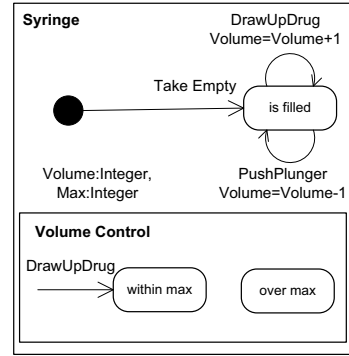 Syringe
DrawUpDrug
Volume=Volume+1
Take Empty
is filled
Volume:Integer,
Max:Integer
PushPlunger
Volume=Volume-1
Volume Control
DrawUpDrug
within max
over max